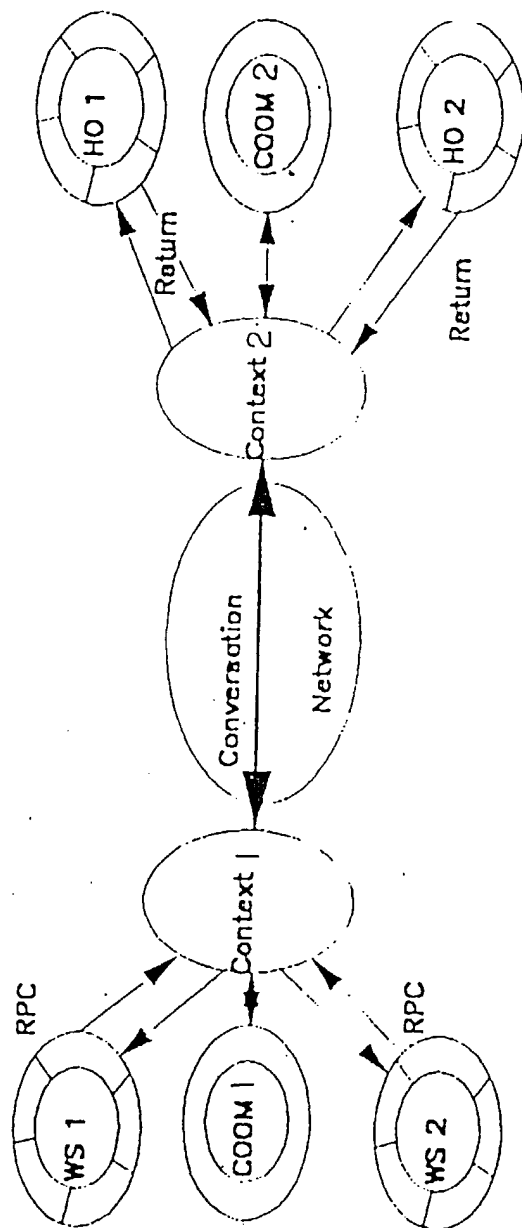 WS 1
RPC
COOM 1
WS 2
RPC
Context 1
Conversation
Network
Context 2
HO 1
Return
COOM 2
HO 2
Return